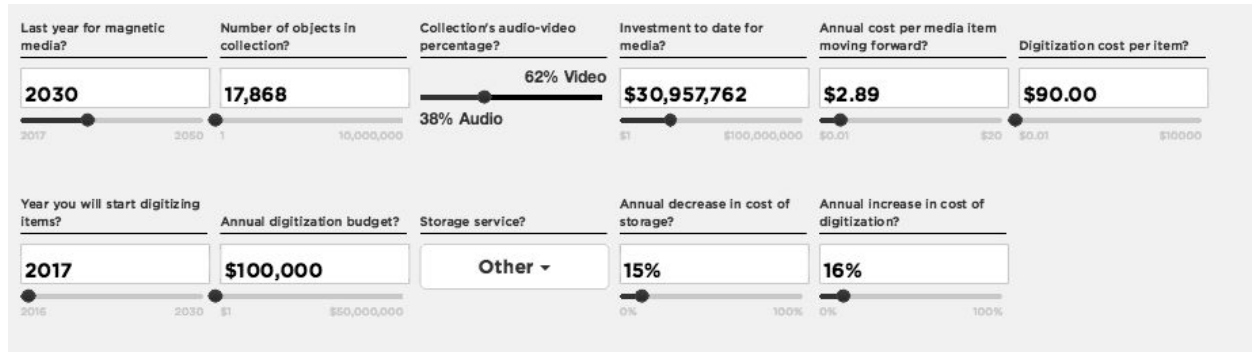 Last year for magnetic
media?
Number of objects in
collection?
Collection's audio-video
percentage?
Investment to date for
media?
Annual cost per media item
moving forward?
Digitization cost per item?
2030
17,868
62% Video
38% Audio
$30,957,762
$2.89
$90.00
2017 2050
1 10,000,000
$1 $100,000,000
$0.01 $20
$0.01 $10000
Year you will start digitizing
items?
Annual digitization budget?
Storage service?
Annual decrease in cost of
storage?
Annual increase in cost of
digitization?
2017
$100,000
Other
15%
16%
2016 2030
$1 $50,000,000
0% 100%
0% 100%